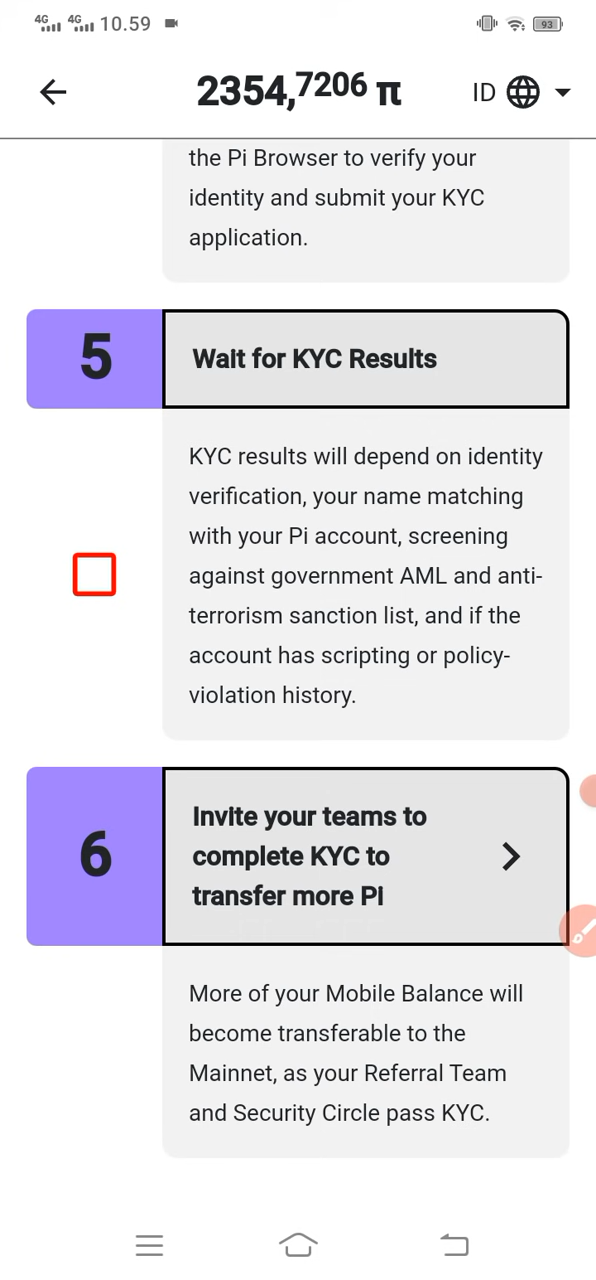 4G 4G 10.59 93
2354,7206 π ID
the Pi Browser to verify your
identity and submit your KYC
application.
5 Wait for KYC Results
KYC results will depend on identity
verification, your name matching
with your Pi account, screening
against government AML and anti-
terrorism sanction list, and if the
account has scripting or policy-
violation history.
6
Invite your teams to
complete KYC to
transfer more Pi
More of your Mobile Balance will
become transferable to the
Mainnet, as your Referral Team
and Security Circle pass KYC.